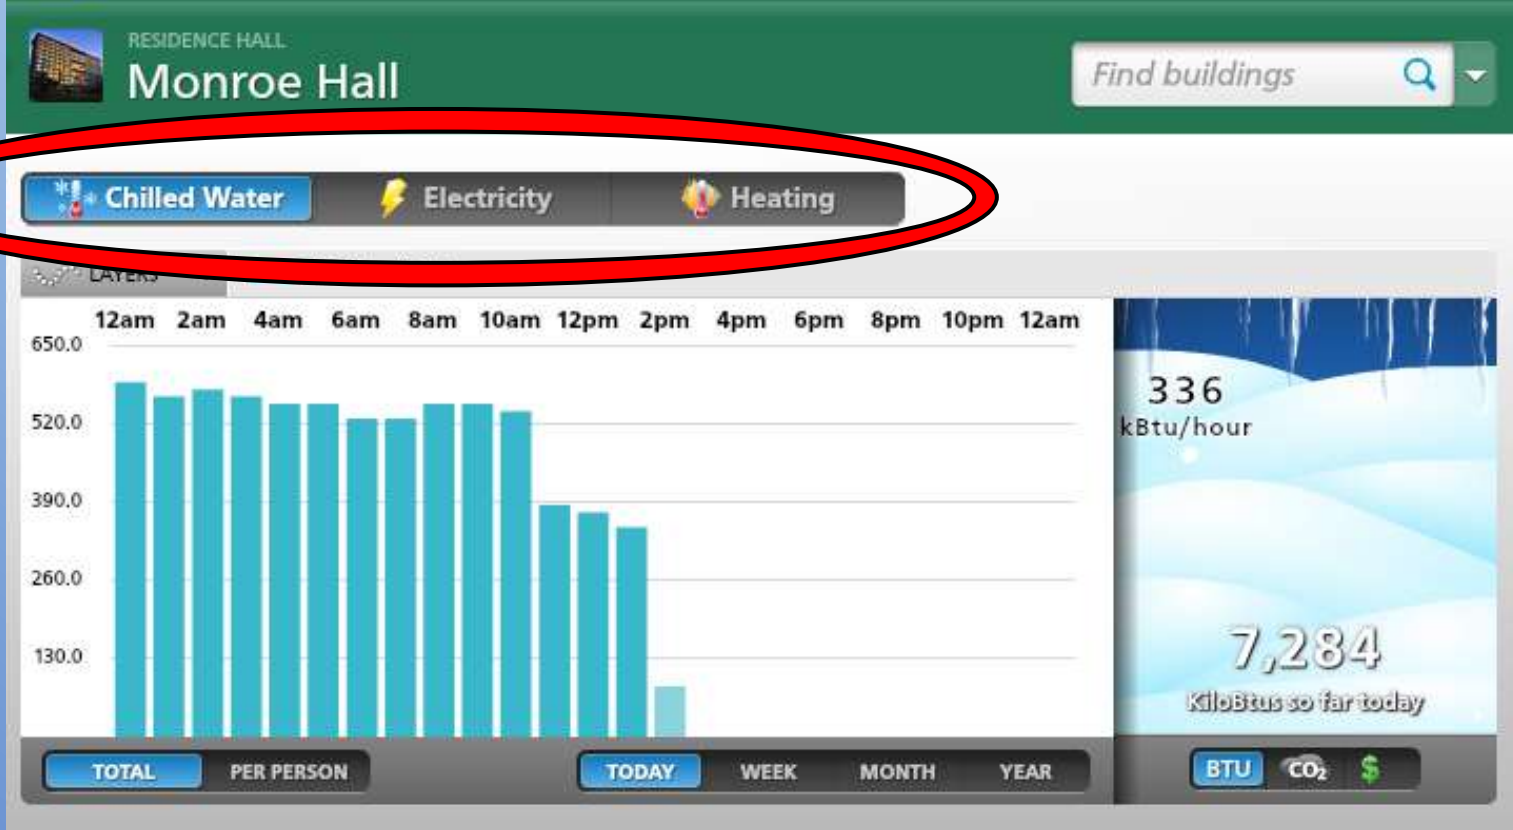 RESIDENCE HALL
Monroe Hall
Find buildings
Chilled Water Electricity Heating
LAYERS
12am 2am 4am 6am 8am 10am 12pm 2pm 4pm 6pm 8pm 10pm 12am
650.0
520.0
390.0
260.0
130.0
336
kBtu/hour
7,284
KiloBtus so far today
TOTAL PER PERSON TODAY WEEK MONTH YEAR BTU CO₂ $